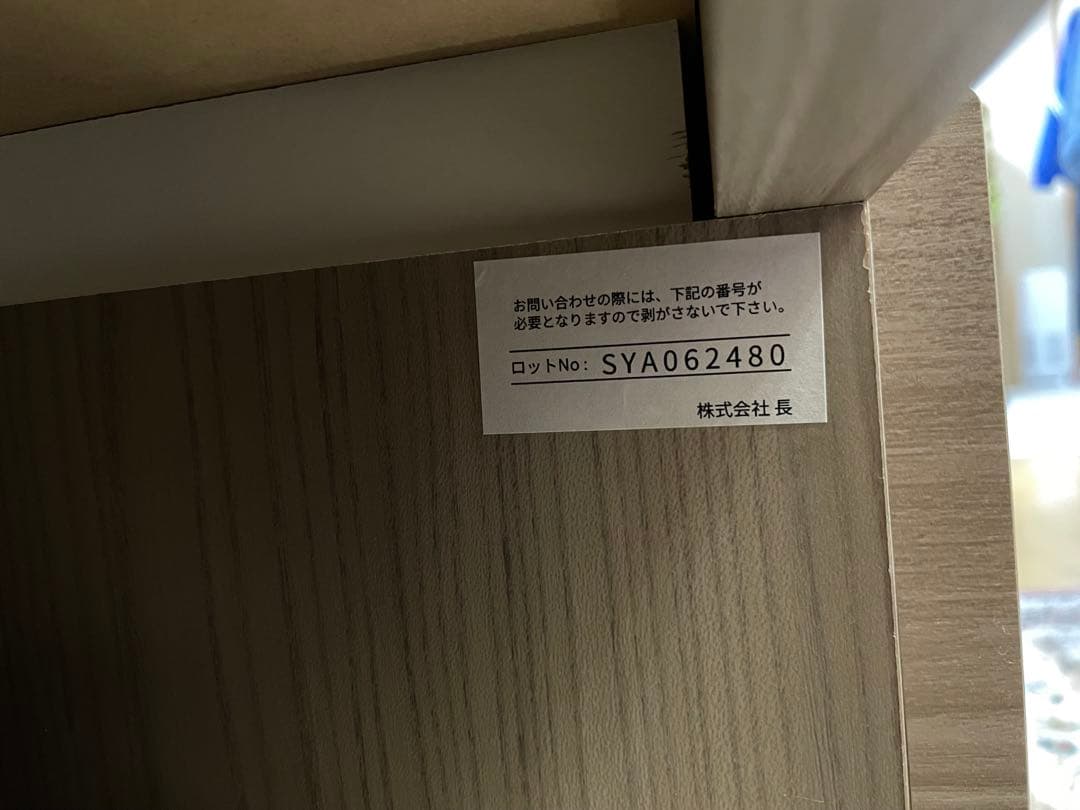 お問い合わせの際には、下記の番号が
必要となりますので剥がさないで下さい。
ロットNo: SYA062480
株式会社 長